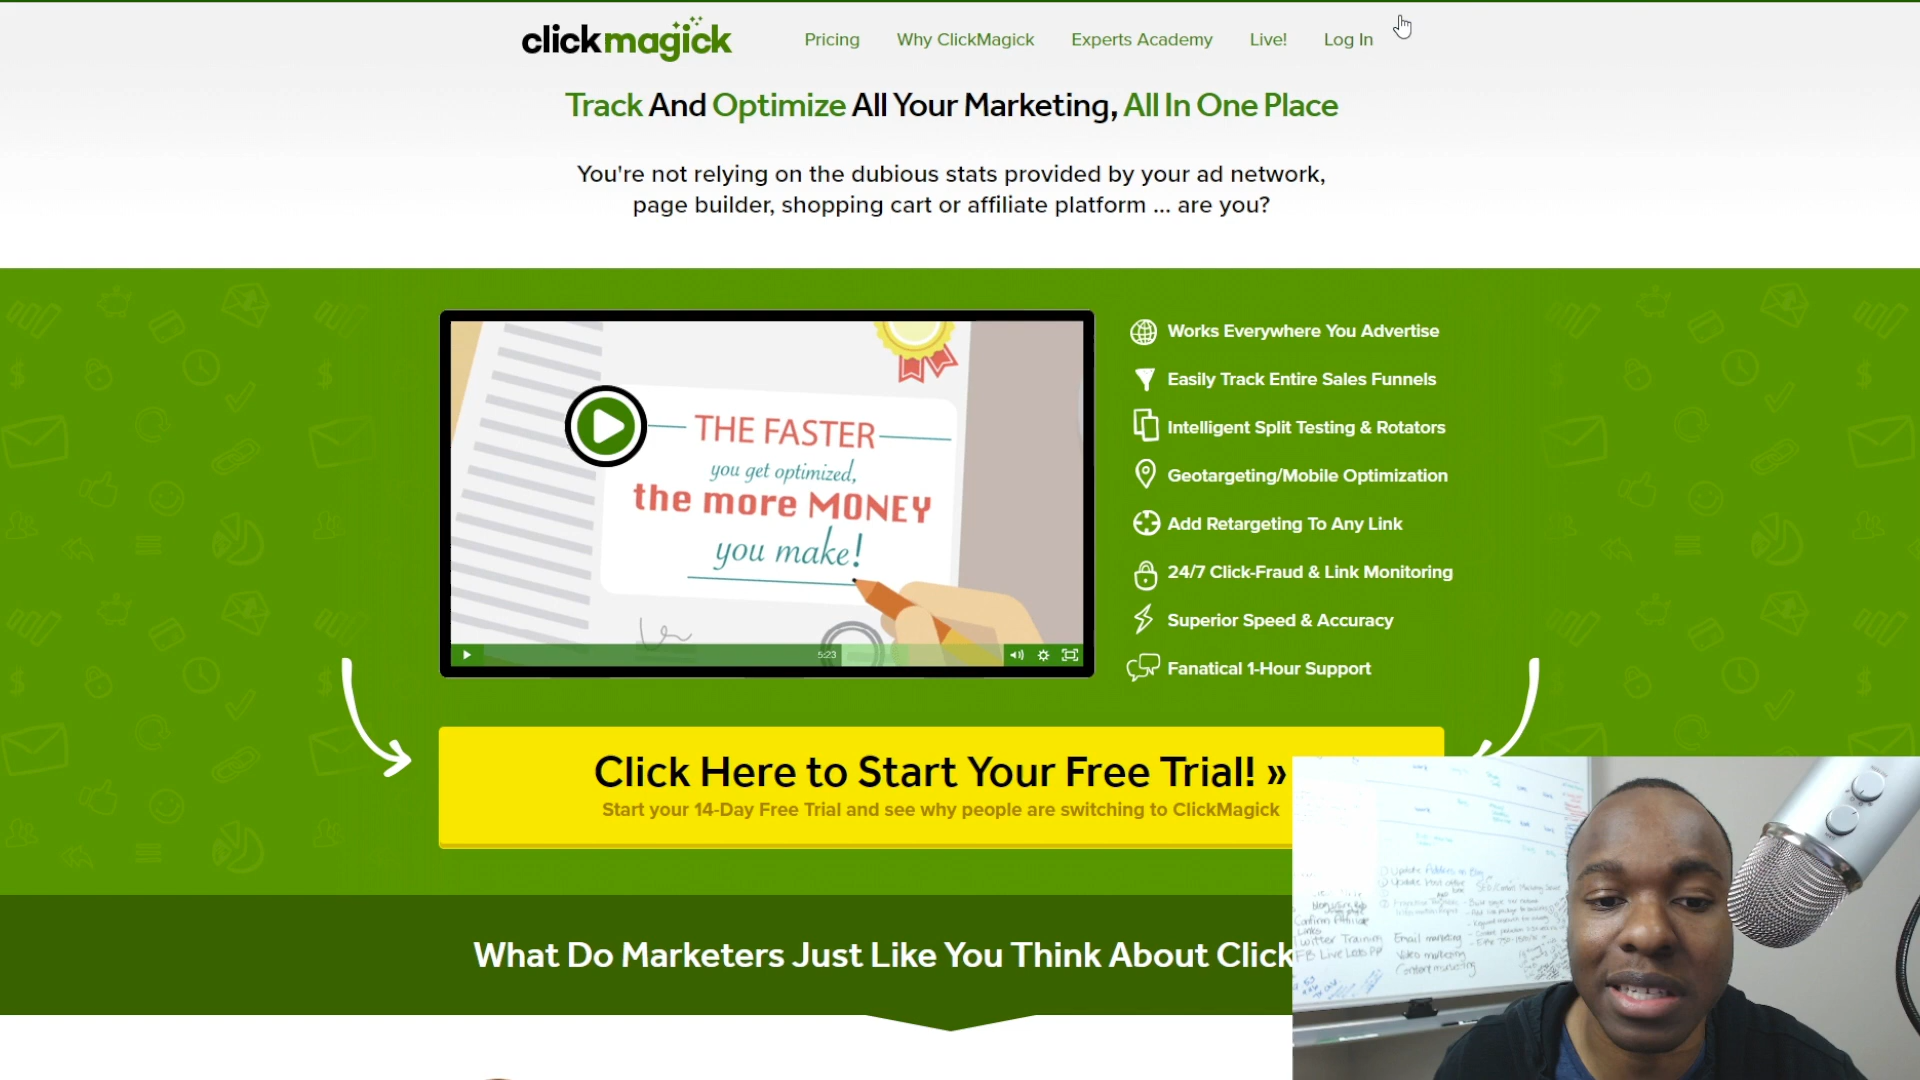 clickmagick
Pricing
Why ClickMagick
Experts Academy
Live!
Log In
Track And Optimize All Your Marketing, All In One Place
You're not relying on the dubious stats provided by your ad network,
page builder, shopping cart or affiliate platform ... are you?
THE FASTER
you get optimized,
the more MONEY
you make!
5:23
Works Everywhere You Advertise
Easily Track Entire Sales Funnels
Intelligent Split Testing & Rotators
Geotargeting/Mobile Optimization
Add Retargeting To Any Link
24/7 Click-Fraud & Link Monitoring
Superior Speed & Accuracy
Fanatical 1-Hour Support
Click Here to Start Your Free Trial! »
Start your 14-Day Free Trial and see why people are switching to ClickMagick
What Do Marketers Just Like You Think About Click
Twitter Training
Email marketing
Video marketing
Content marketing